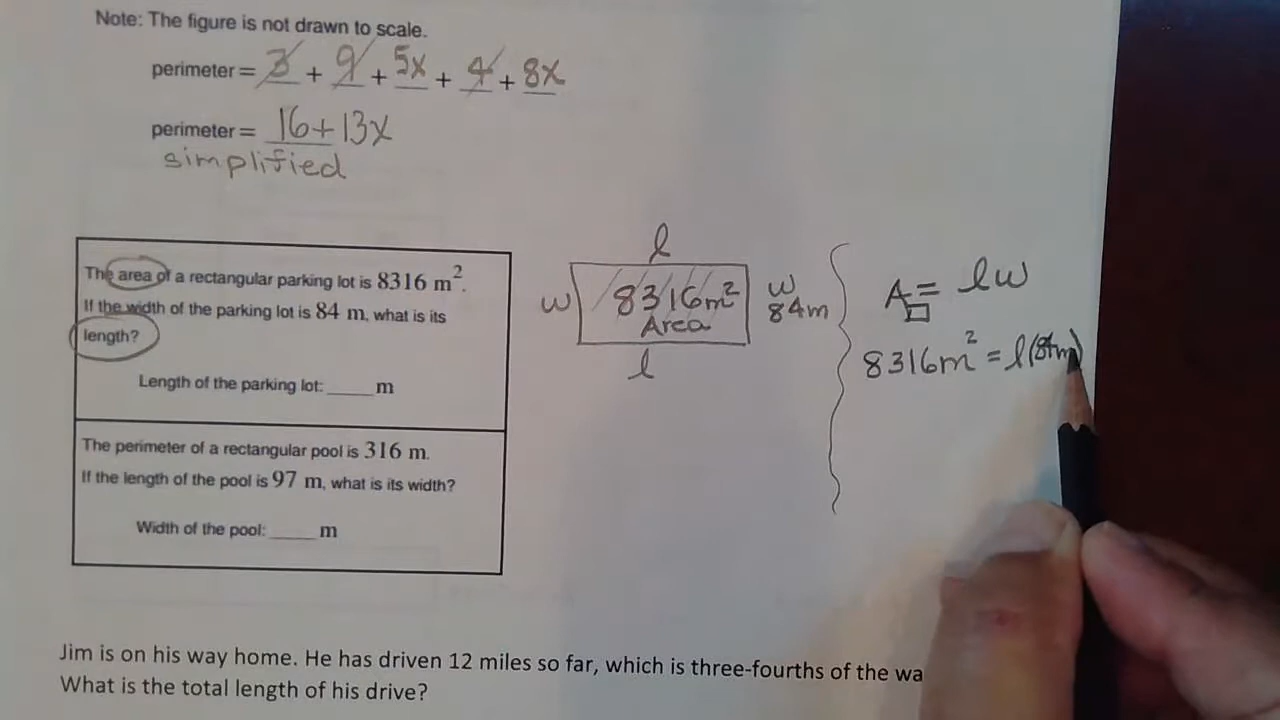 Note: The figure is not drawn to scale.
perimeter = 3 + 9 + 5x + 4 + 8x
perimeter = 16+13x
simplified
The area of a rectangular parking lot is 8316 m².
If the width of the parking lot is 84 m, what is its
length?
Length of the parking lot: ____ m
The perimeter of a rectangular pool is 316 m.
If the length of the pool is 97 m, what is its width?
Width of the pool: ____ m
l
w 8316m² w
Area 84m
l
A▭ = lw
8316m² = l(84m)
Jim is on his way home. He has driven 12 miles so far, which is three-fourths of the wa
What is the total length of his drive?